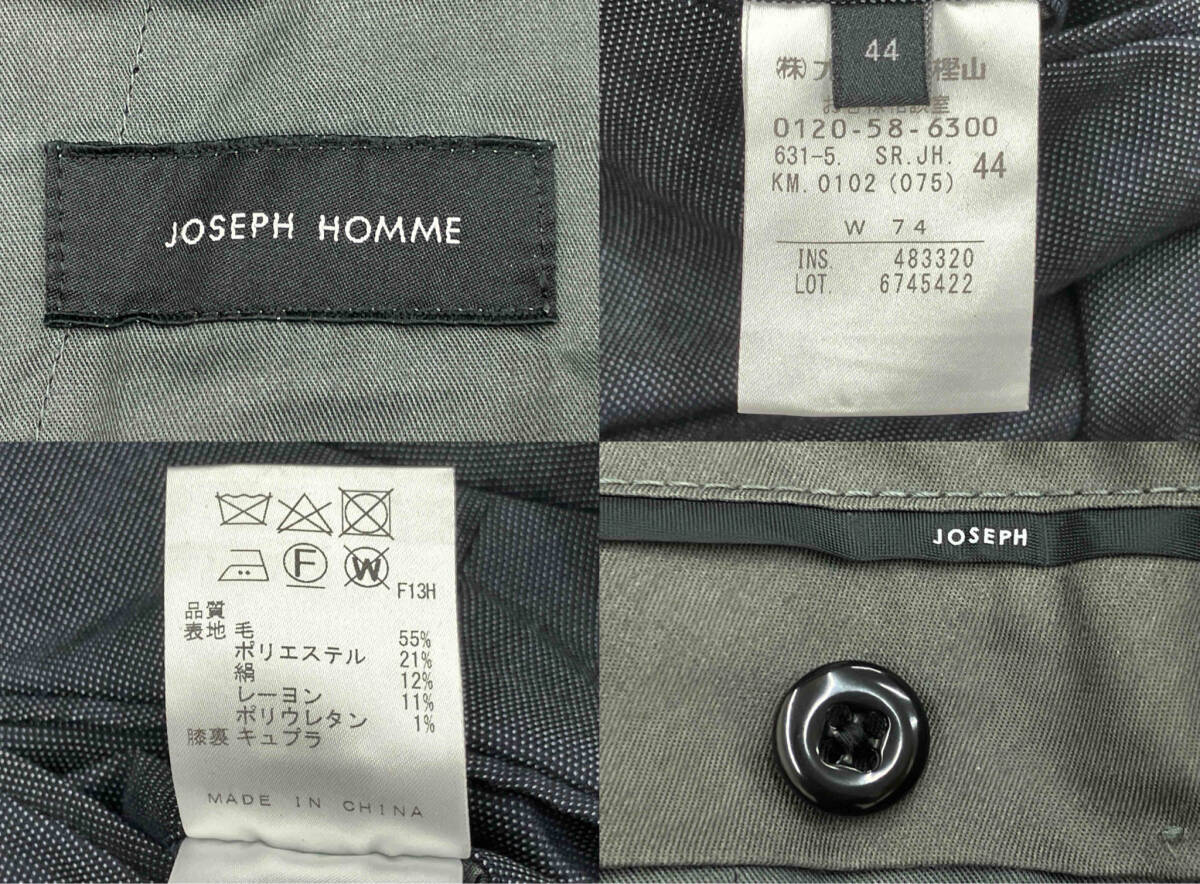 JOSEPH HOMME
44
(株) 樫山
0120-58-6300
631-5. SR.JH. 44
KM.0102 (075)
W 74
INS. 483320
LOT. 6745422
F W
F13H
品質
表地 毛 55%
ポリエステル 21%
絹 12%
レーヨン 11%
ポリウレタン 1%
膝裏 キュプラ
MADE IN CHINA
JOSEPH